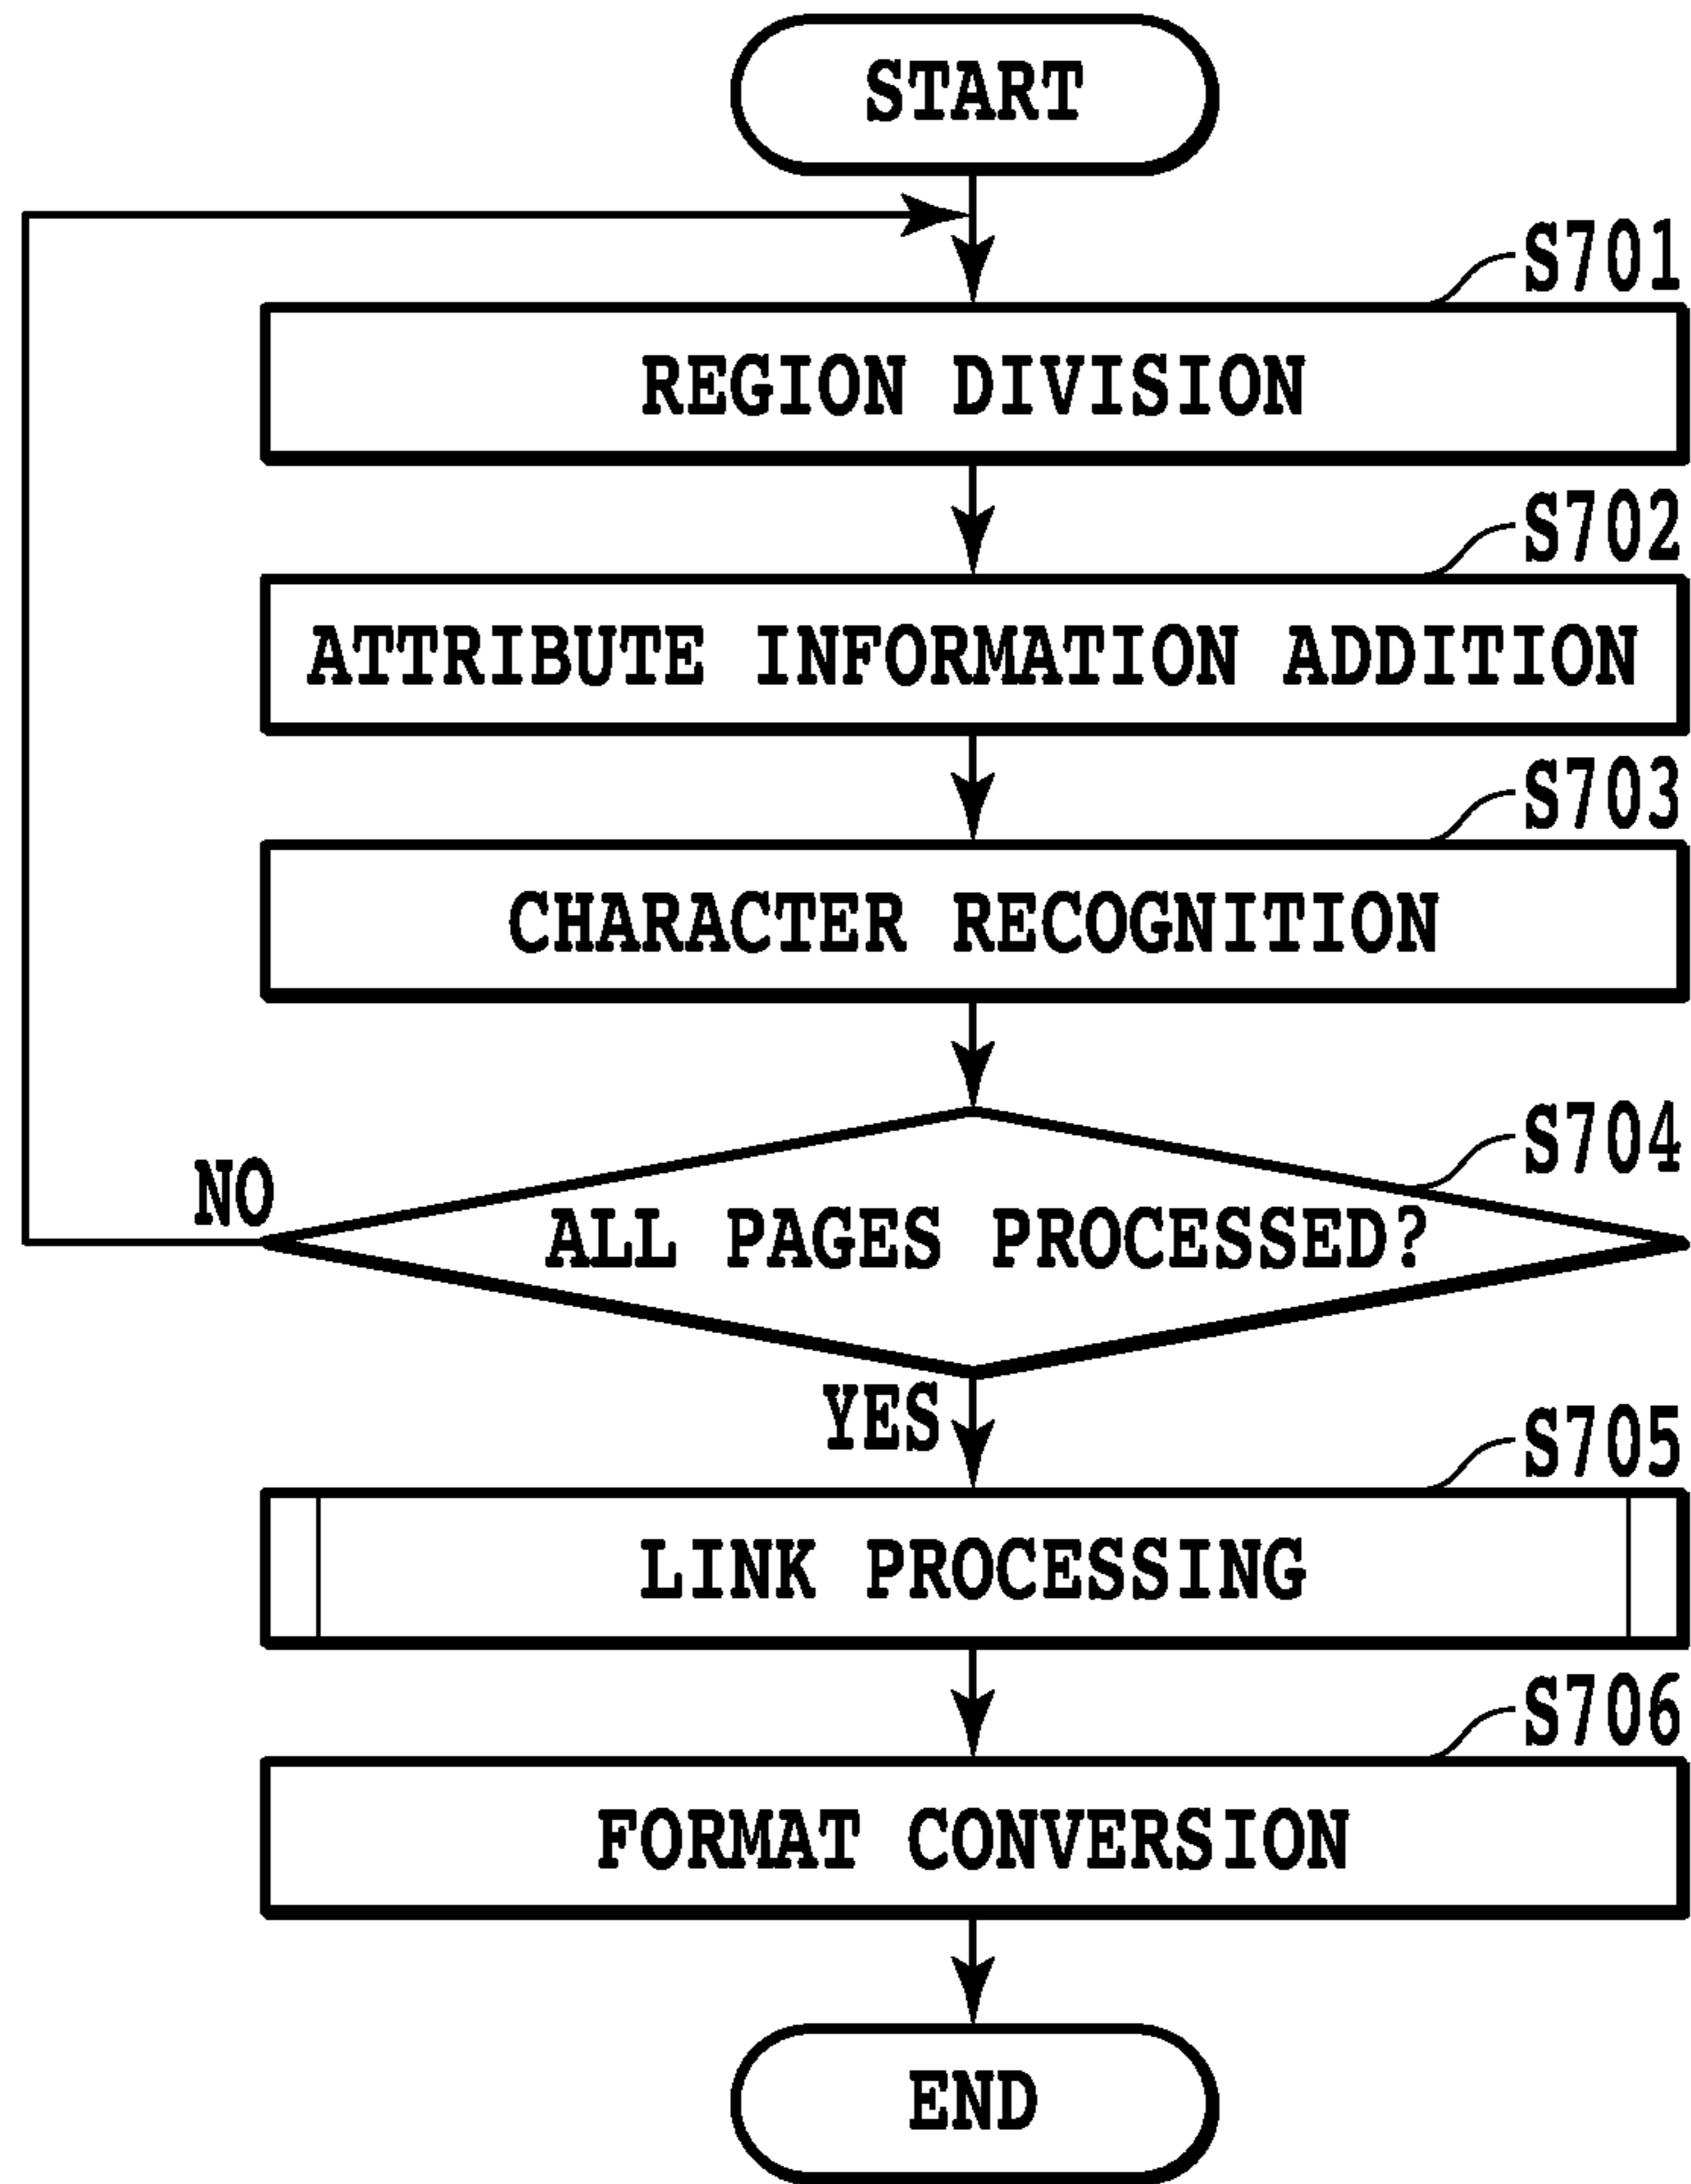 START
S701
REGION DIVISION
S702
ATTRIBUTE INFORMATION ADDITION
S703
CHARACTER RECOGNITION
S704
NO
ALL PAGES PROCESSED?
YES
S705
LINK PROCESSING
S706
FORMAT CONVERSION
END